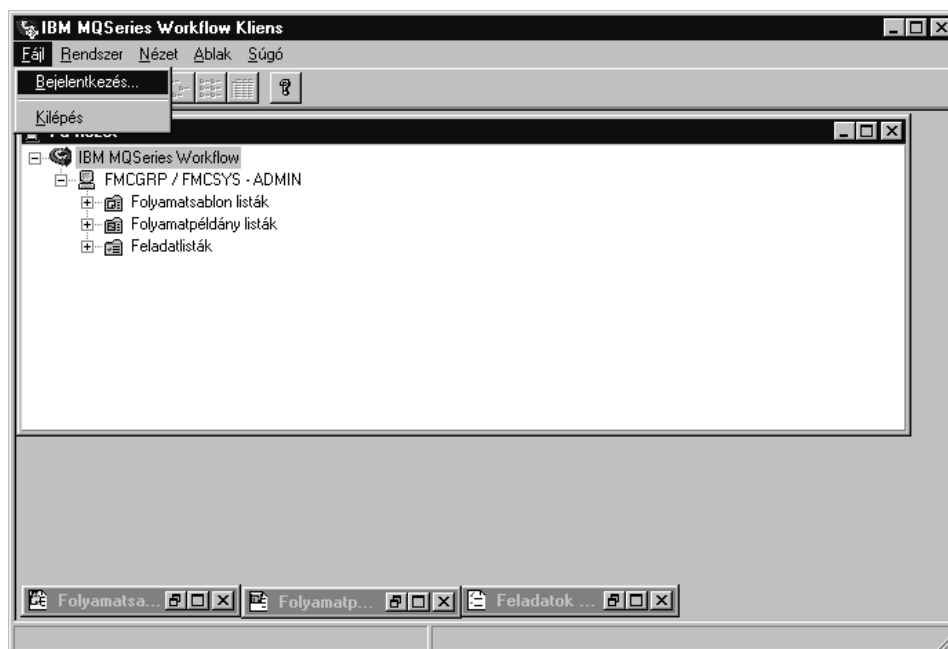 IBM MQSeries Workflow Kliens
Fájl Rendszer Nézet Ablak Súgó
Bejelentkezés...
Kilépés
IBM MQSeries Workflow
FMCGRP / FMCSYS - ADMIN
Folyamatsablon listák
Folyamatpéldány listák
Feladatlisták
Folyamatsa... Folyamatp... Feladatok ...